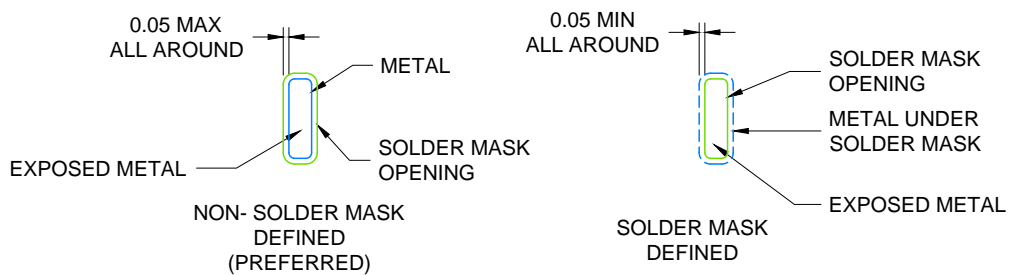 0.05 MAX
ALL AROUND
METAL
EXPOSED METAL
SOLDER MASK
OPENING
NON- SOLDER MASK
DEFINED
(PREFERRED)
0.05 MIN
ALL AROUND
SOLDER MASK
OPENING
METAL UNDER
SOLDER MASK
EXPOSED METAL
SOLDER MASK
DEFINED